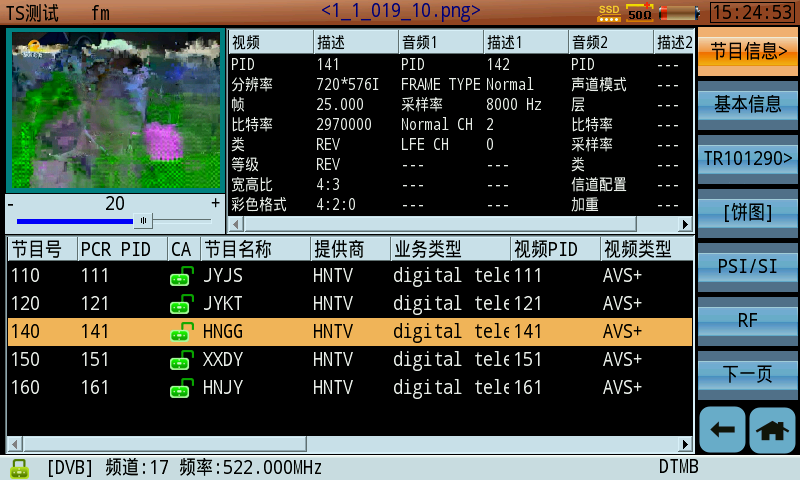 TS测试 fm <1_1_019_10.png> SSD 50Ω 15:24:53
视频 描述 音频1 描述1 音频2 描述2
PID 141 PID 142 PID ---
分辨率 720*576I FRAME TYPE Normal 声道模式 ---
帧 25.000 采样率 8000 Hz 层 ---
比特率 2970000 Normal CH 2 比特率 ---
类 REV LFE CH 0 采样率 ---
等级 REV --- --- 类 ---
宽高比 4:3 --- --- 信道配置 ---
彩色格式 4:2:0 --- --- 加重 ---
- 20 +
节目号 PCR PID CA 节目名称 提供商 业务类型 视频PID 视频类型
110 111 JYJS HNTV digital tele 111 AVS+
120 121 JYKT HNTV digital tele 121 AVS+
140 141 HNGG HNTV digital tele 141 AVS+
150 151 XXDY HNTV digital tele 151 AVS+
160 161 HNJY HNTV digital tele 161 AVS+
节目信息>
基本信息
TR101290>
[饼图]
PSI/SI
RF
下一页
[DVB] 频道:17 频率:522.000MHz DTMB